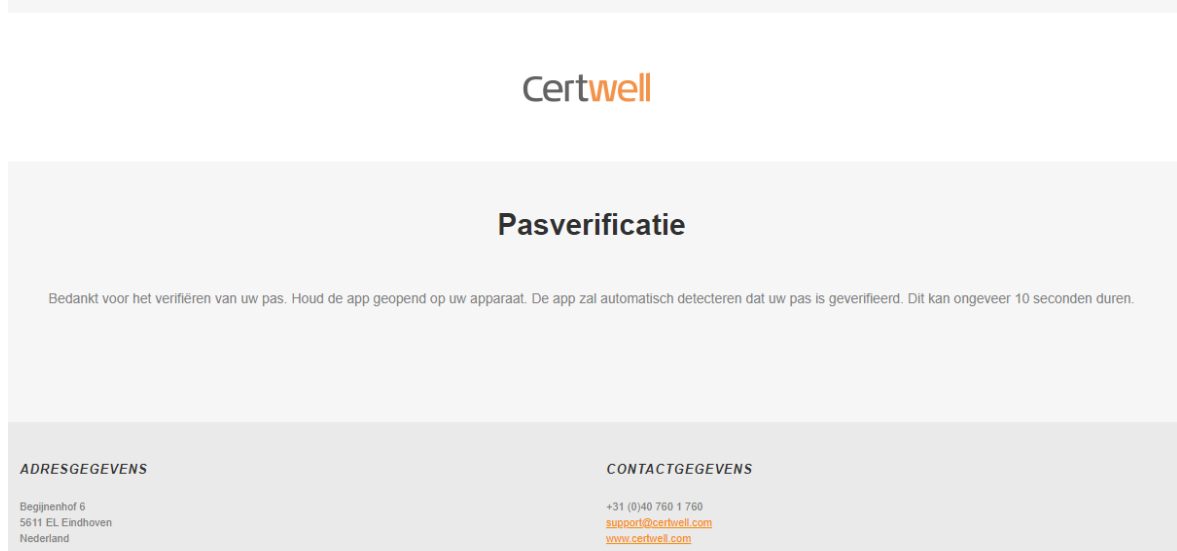 Certwell
Pasverificatie
Bedankt voor het verifiëren van uw pas. Houd de app geopend op uw apparaat. De app zal automatisch detecteren dat uw pas is geverifieerd. Dit kan ongeveer 10 seconden duren.
ADRESGEGEVENS
Begijnenhof 6
5611 EL Eindhoven
Nederland
CONTACTGEGEVENS
+31 (0)40 760 1 760
support@certwell.com
www.certwell.com